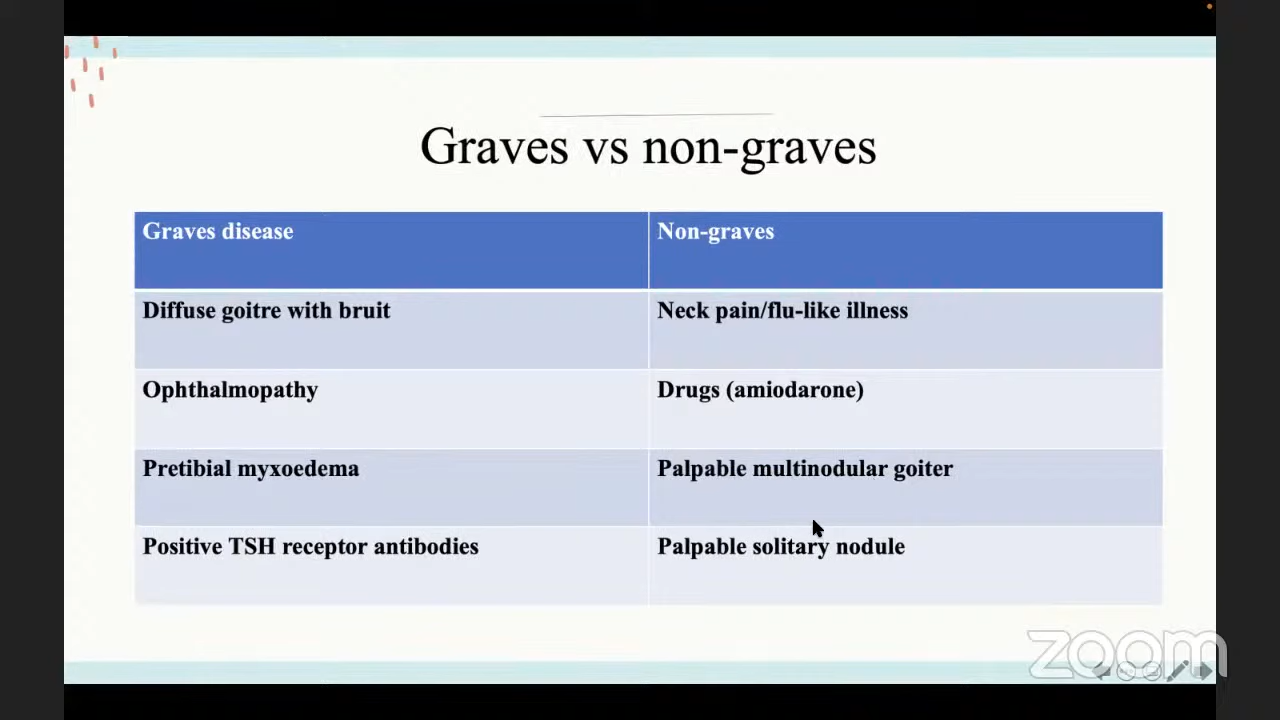 Graves vs non-graves
Graves disease
Non-graves
Diffuse goitre with bruit
Neck pain/flu-like illness
Ophthalmopathy
Drugs (amiodarone)
Pretibial myxoedema
Palpable multinodular goiter
Positive TSH receptor antibodies
Palpable solitary nodule
zoom